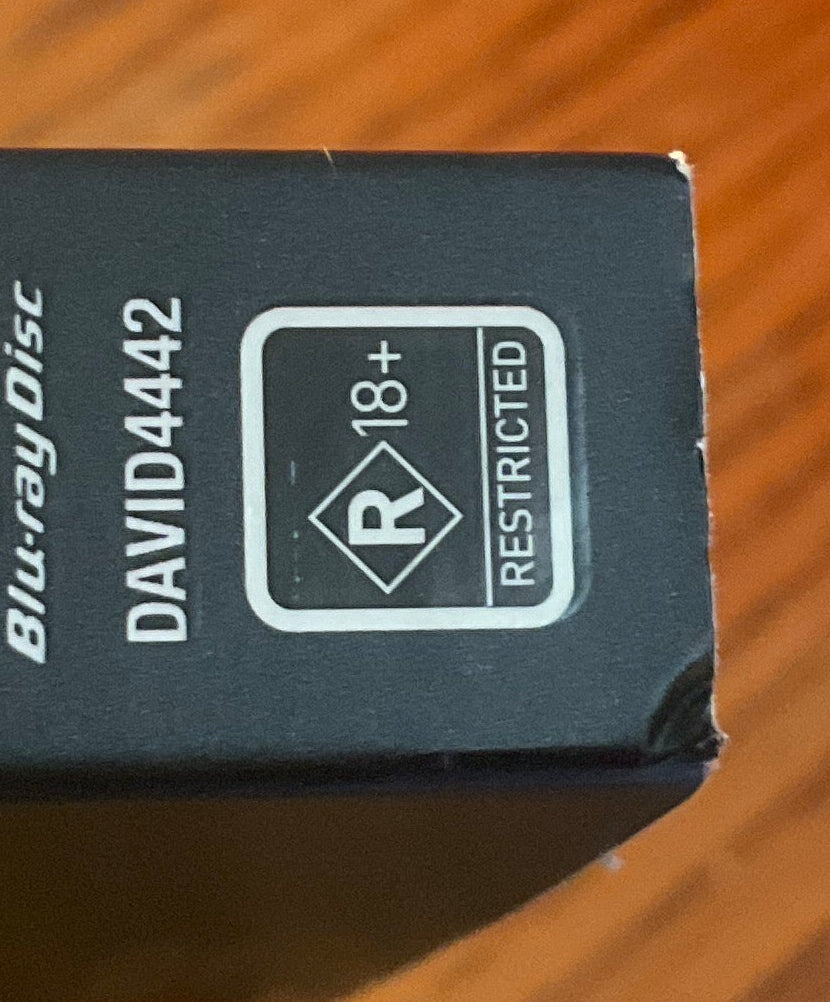 Blu-ray Disc
DAVID4442
R 18+
RESTRICTED